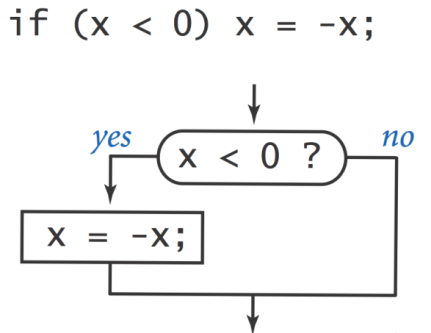 if (x < 0) x = -x;
yes
no
x < 0 ?
x = -x;